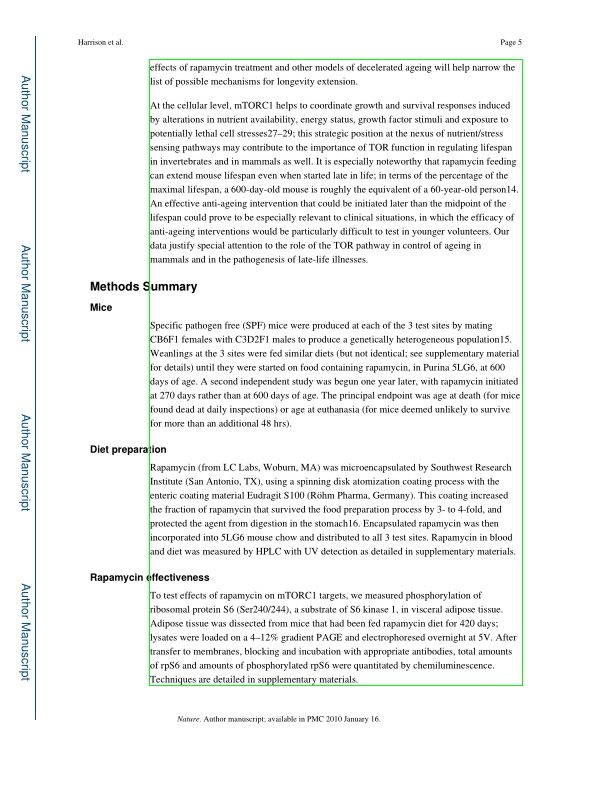 Harrison et al.
Page 5
effects of rapamycin treatment and other models of decelerated ageing will help narrow the
list of possible mechanisms for longevity extension.
At the cellular level, mTORC1 helps to coordinate growth and survival responses induced
by alterations in nutrient availability, energy status, growth factor stimuli and exposure to
potentially lethal cell stresses27–29; this strategic position at the nexus of nutrient/stress
sensing pathways may contribute to the importance of TOR function in regulating lifespan
in invertebrates and in mammals as well. It is especially noteworthy that rapamycin feeding
can extend mouse lifespan even when started late in life; in terms of the percentage of the
maximal lifespan, a 600-day-old mouse is roughly the equivalent of a 60-year-old person14.
An effective anti-ageing intervention that could be initiated later than the midpoint of the
lifespan could prove to be especially relevant to clinical situations, in which the efficacy of
anti-ageing interventions would be particularly difficult to test in younger volunteers. Our
data justify special attention to the role of the TOR pathway in control of ageing in
mammals and in the pathogenesis of late-life illnesses.
Methods Summary
Mice
Specific pathogen free (SPF) mice were produced at each of the 3 test sites by mating
CB6F1 females with C3D2F1 males to produce a genetically heterogeneous population15.
Weanlings at the 3 sites were fed similar diets (but not identical; see supplementary material
for details) until they were started on food containing rapamycin, in Purina 5LG6, at 600
days of age. A second independent study was begun one year later, with rapamycin initiated
at 270 days rather than at 600 days of age. The principal endpoint was age at death (for mice
found dead at daily inspections) or age at euthanasia (for mice deemed unlikely to survive
for more than an additional 48 hrs).
Diet preparation
Rapamycin (from LC Labs, Woburn, MA) was microencapsulated by Southwest Research
Institute (San Antonio, TX), using a spinning disk atomization coating process with the
enteric coating material Eudragit S100 (Röhm Pharma, Germany). This coating increased
the fraction of rapamycin that survived the food preparation process by 3- to 4-fold, and
protected the agent from digestion in the stomach16. Encapsulated rapamycin was then
incorporated into 5LG6 mouse chow and distributed to all 3 test sites. Rapamycin in blood
and diet was measured by HPLC with UV detection as detailed in supplementary materials.
Rapamycin effectiveness
To test effects of rapamycin on mTORC1 targets, we measured phosphorylation of
ribosomal protein S6 (Ser240/244), a substrate of S6 kinase 1, in visceral adipose tissue.
Adipose tissue was dissected from mice that had been fed rapamycin diet for 420 days;
lysates were loaded on a 4–12% gradient PAGE and electrophoresed overnight at 5V. After
transfer to membranes, blocking and incubation with appropriate antibodies, total amounts
of rpS6 and amounts of phosphorylated rpS6 were quantitated by chemiluminescence.
Techniques are detailed in supplementary materials.
Nature. Author manuscript; available in PMC 2010 January 16.
Author Manuscript
Author Manuscript
Author Manuscript
Author Manuscript